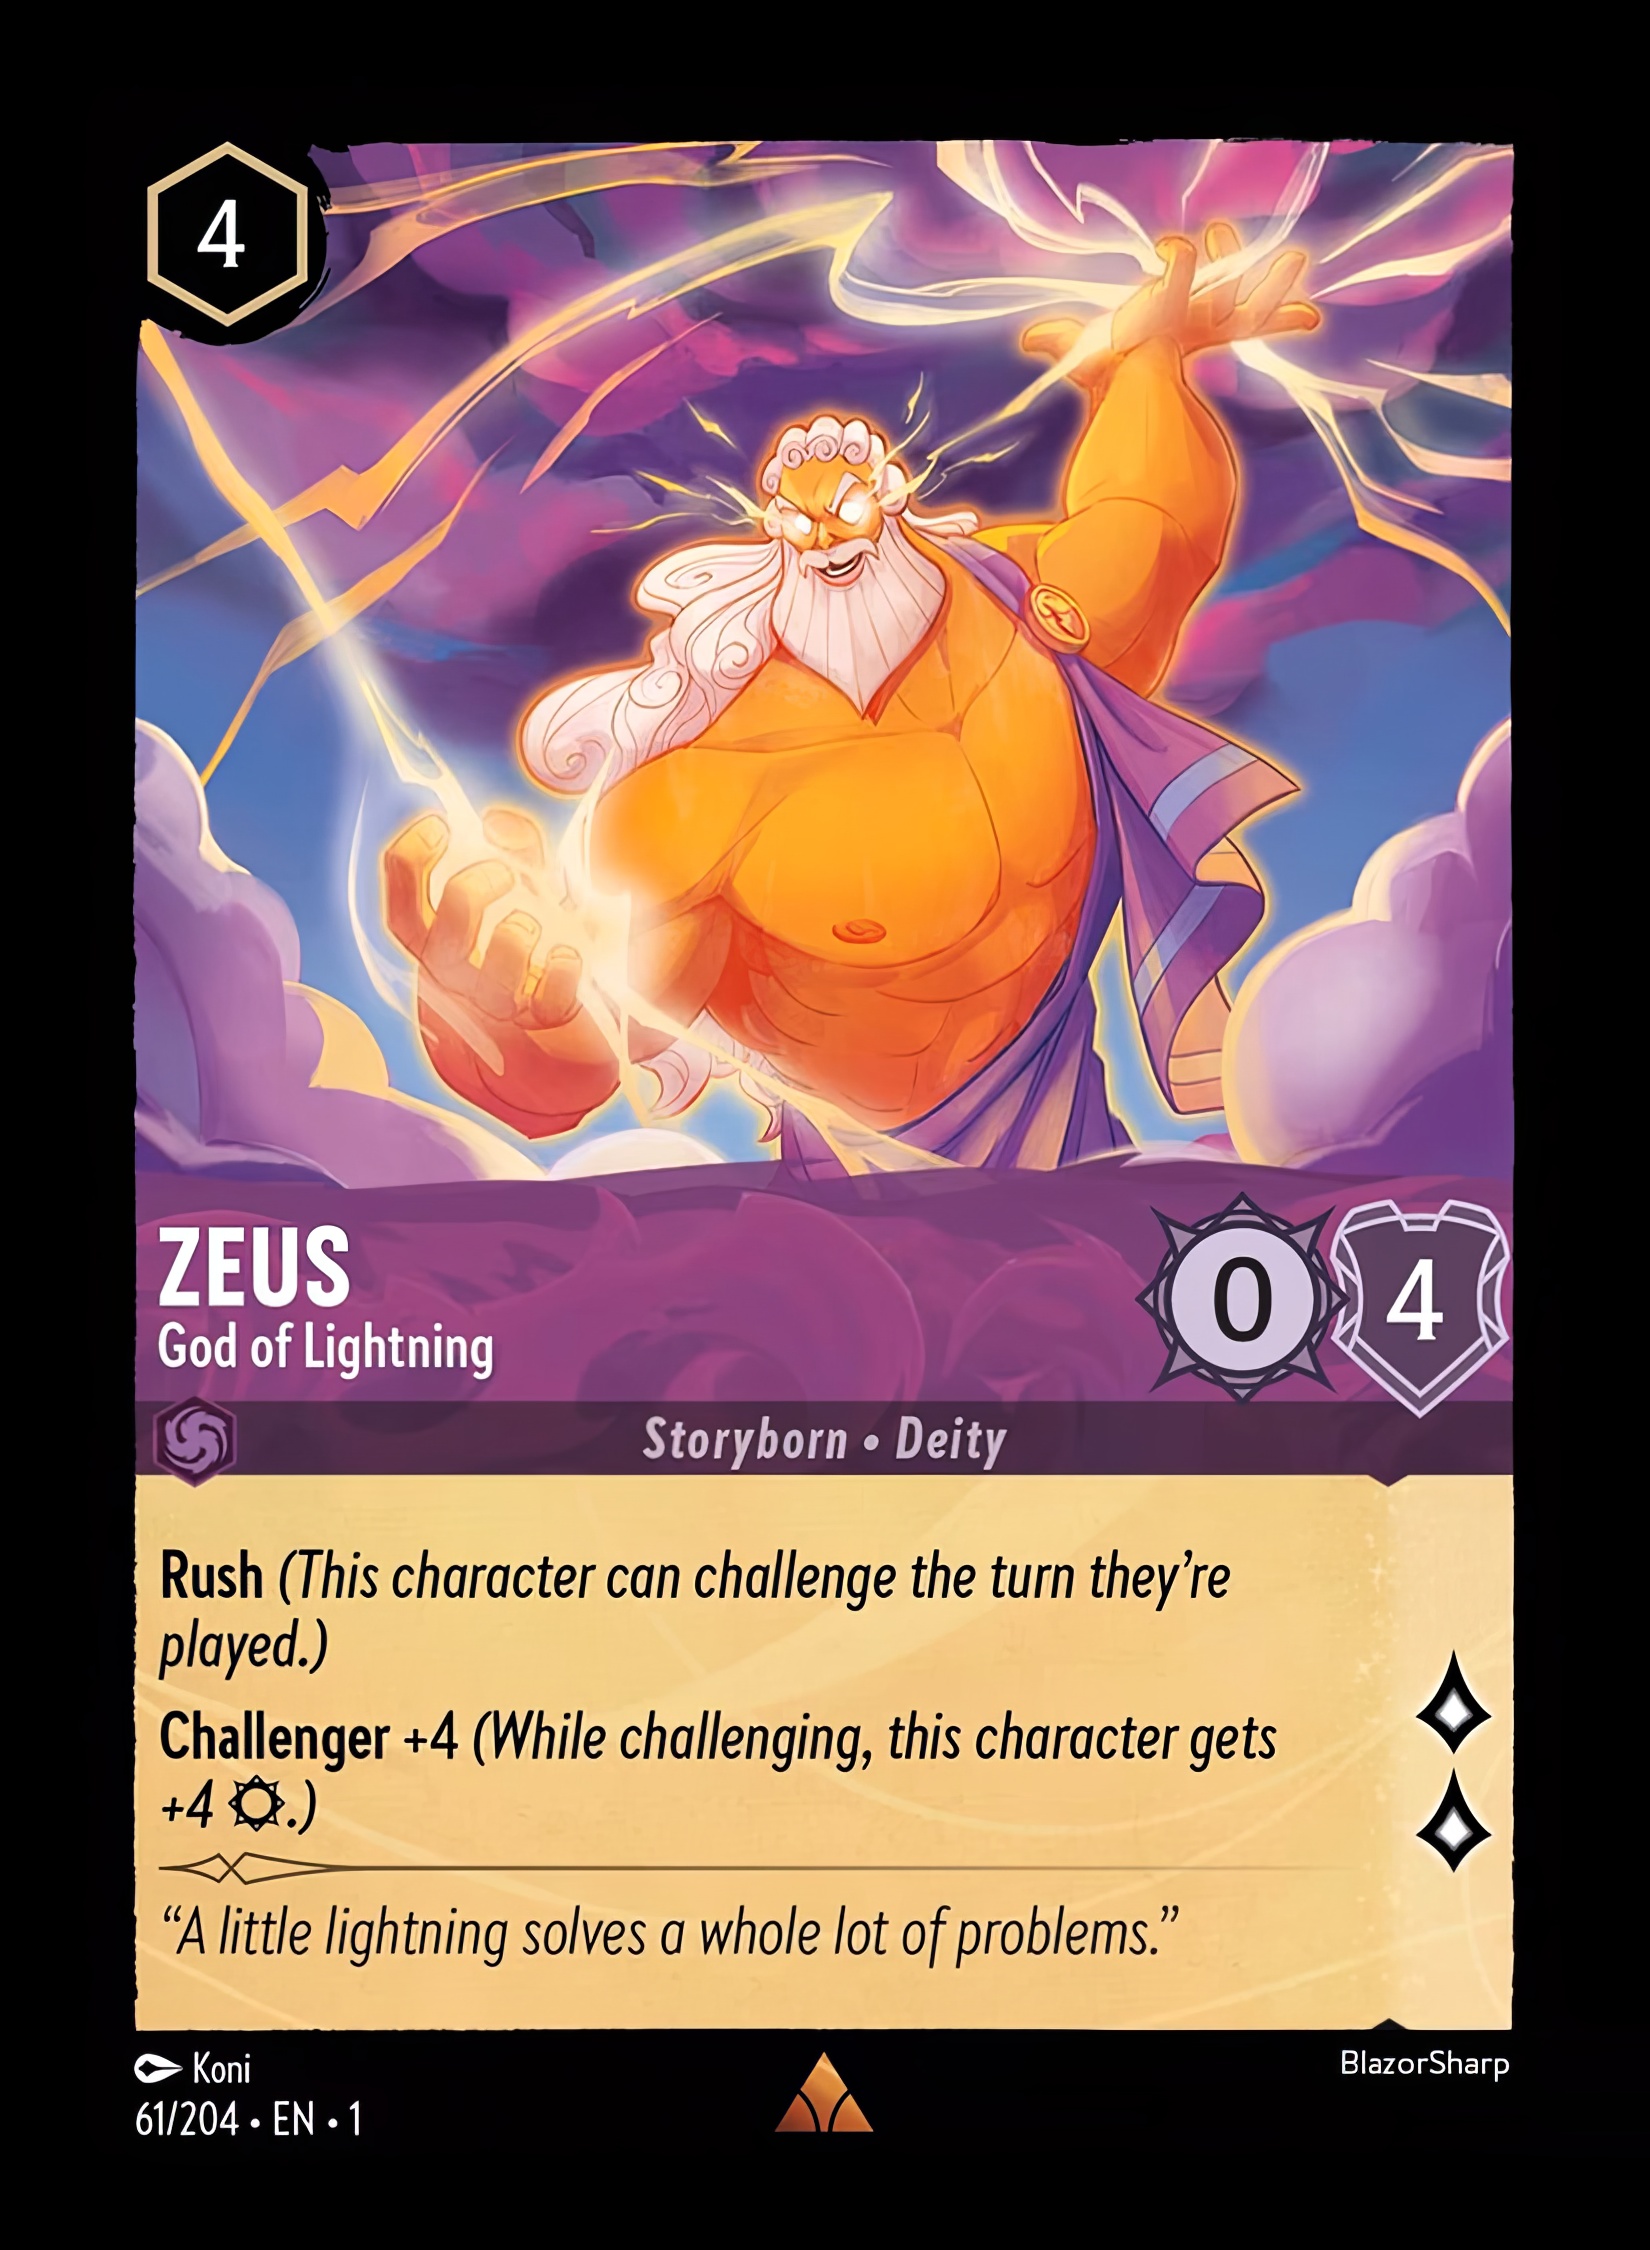 4
ZEUS
God of Lightning
0
4
Storyborn • Deity
Rush (This character can challenge the turn they’re
played.)
Challenger +4 (While challenging, this character gets
+4 .)
“A little lightning solves a whole lot of problems.”
Koni
BlazorSharp
61/204 • EN • 1